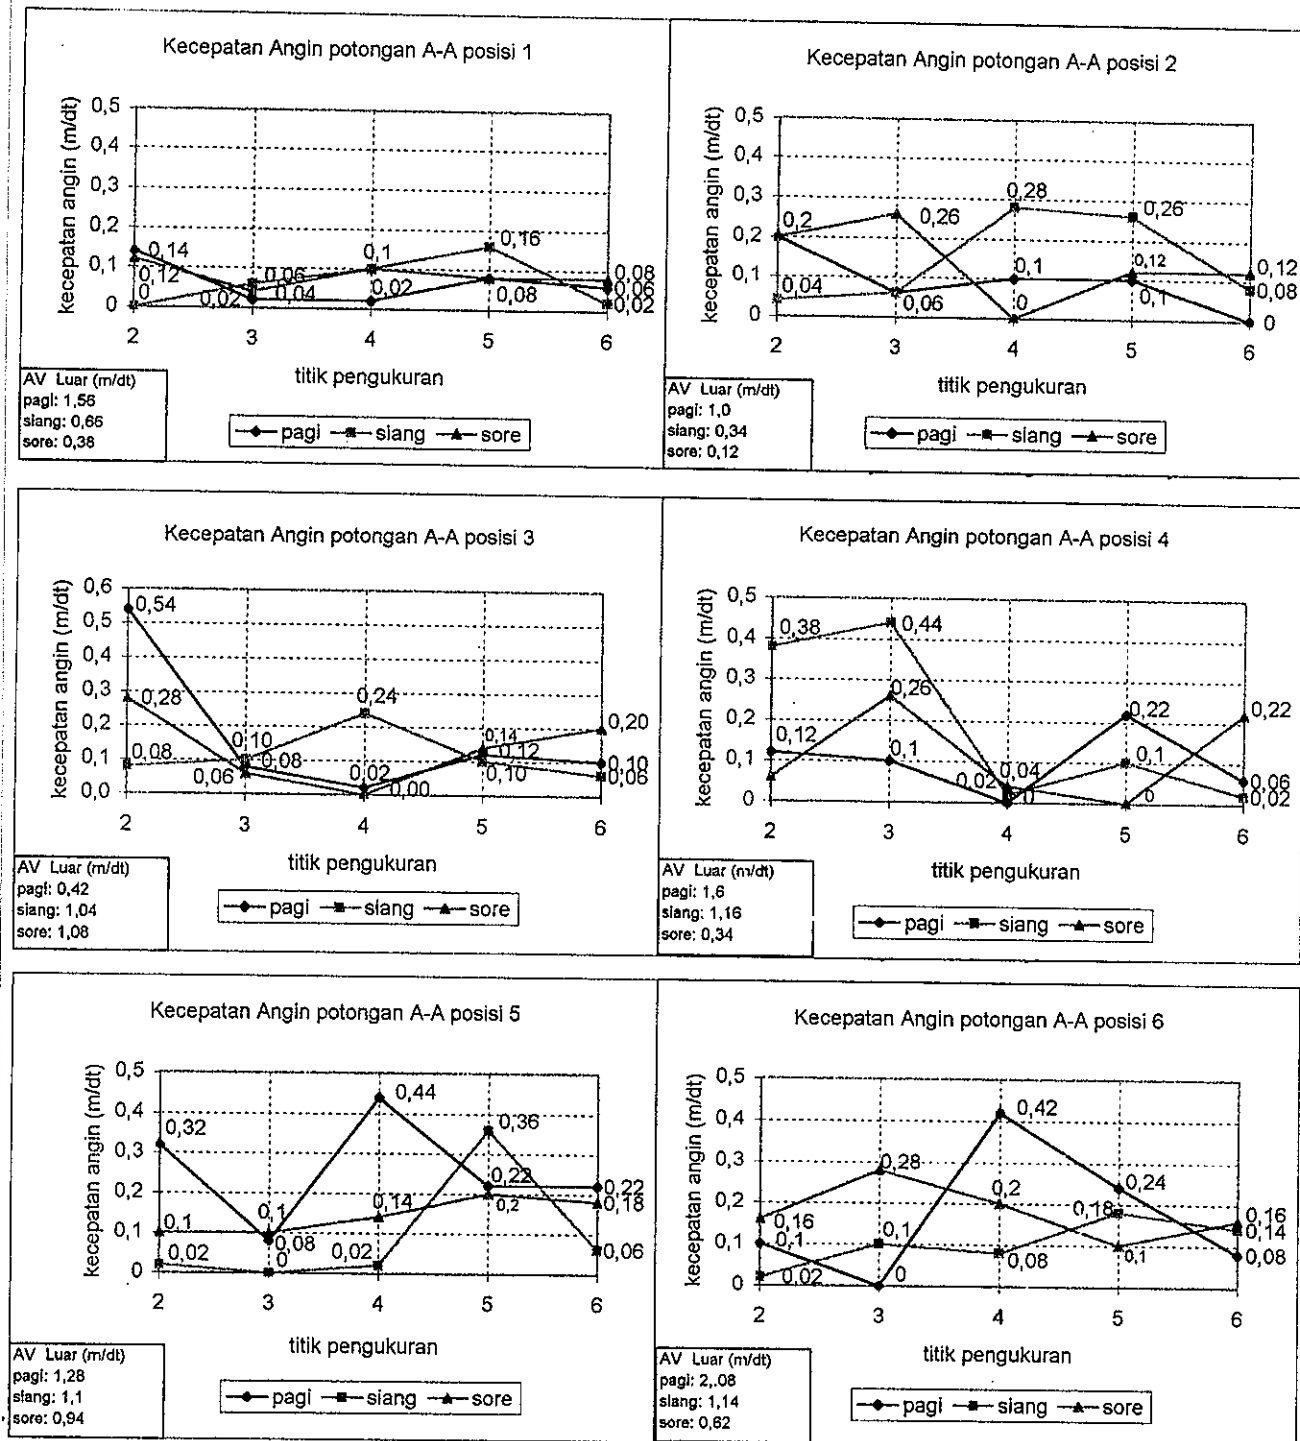 Kecepatan Angin potongan A-A posisi 1
kecepatan angin (m/dt)
0,5
0,4
0,3
0,2
0,1
0
0,14
0,12
0
0,02
0,06
0,04
0,1
0,02
0,16
0,08
0,08
0,06
0,02
2 3 4 5 6
titik pengukuran
AV Luar (m/dt)
pagi: 1,56
siang: 0,66
sore: 0,38
pagi siang sore
Kecepatan Angin potongan A-A posisi 2
kecepatan angin (m/dt)
0,5
0,4
0,3
0,2
0,1
0
0,2
0,04
0,26
0,06
0,28
0,1
0
0,26
0,12
0,1
0,12
0,08
0
2 3 4 5 6
titik pengukuran
AV Luar (m/dt)
pagi: 1,0
siang: 0,34
sore: 0,12
pagi siang sore
Kecepatan Angin potongan A-A posisi 3
kecepatan angin (m/dt)
0,6
0,5
0,4
0,3
0,2
0,1
0,0
0,54
0,28
0,08
0,10
0,08
0,06
0,24
0,02
0,00
0,14
0,12
0,10
0,20
0,10
0,06
2 3 4 5 6
titik pengukuran
AV Luar (m/dt)
pagi: 0,42
siang: 1,04
sore: 1,08
pagi siang sore
Kecepatan Angin potongan A-A posisi 4
kecepatan angin (m/dt)
0,5
0,4
0,3
0,2
0,1
0
0,38
0,12
0,44
0,26
0,1
0,04
0,02
0
0,22
0,1
0
0,22
0,06
0,02
2 3 4 5 6
titik pengukuran
AV Luar (m/dt)
pagi: 1,6
siang: 1,16
sore: 0,34
pagi siang sore
Kecepatan Angin potongan A-A posisi 5
kecepatan angin (m/dt)
0,5
0,4
0,3
0,2
0,1
0
0,32
0,1
0,02
0,1
0,08
0
0,44
0,14
0,02
0,36
0,22
0,2
0,22
0,18
0,06
2 3 4 5 6
titik pengukuran
AV Luar (m/dt)
pagi: 1,28
siang: 1,1
sore: 0,94
pagi siang sore
Kecepatan Angin potongan A-A posisi 6
kecepatan angin (m/dt)
0,5
0,4
0,3
0,2
0,1
0
0,16
0,1
0,02
0,28
0,1
0
0,42
0,2
0,08
0,24
0,18
0,1
0,16
0,14
0,08
2 3 4 5 6
titik pengukuran
AV Luar (m/dt)
pagi: 2,.08
siang: 1,14
sore: 0,62
pagi siang sore